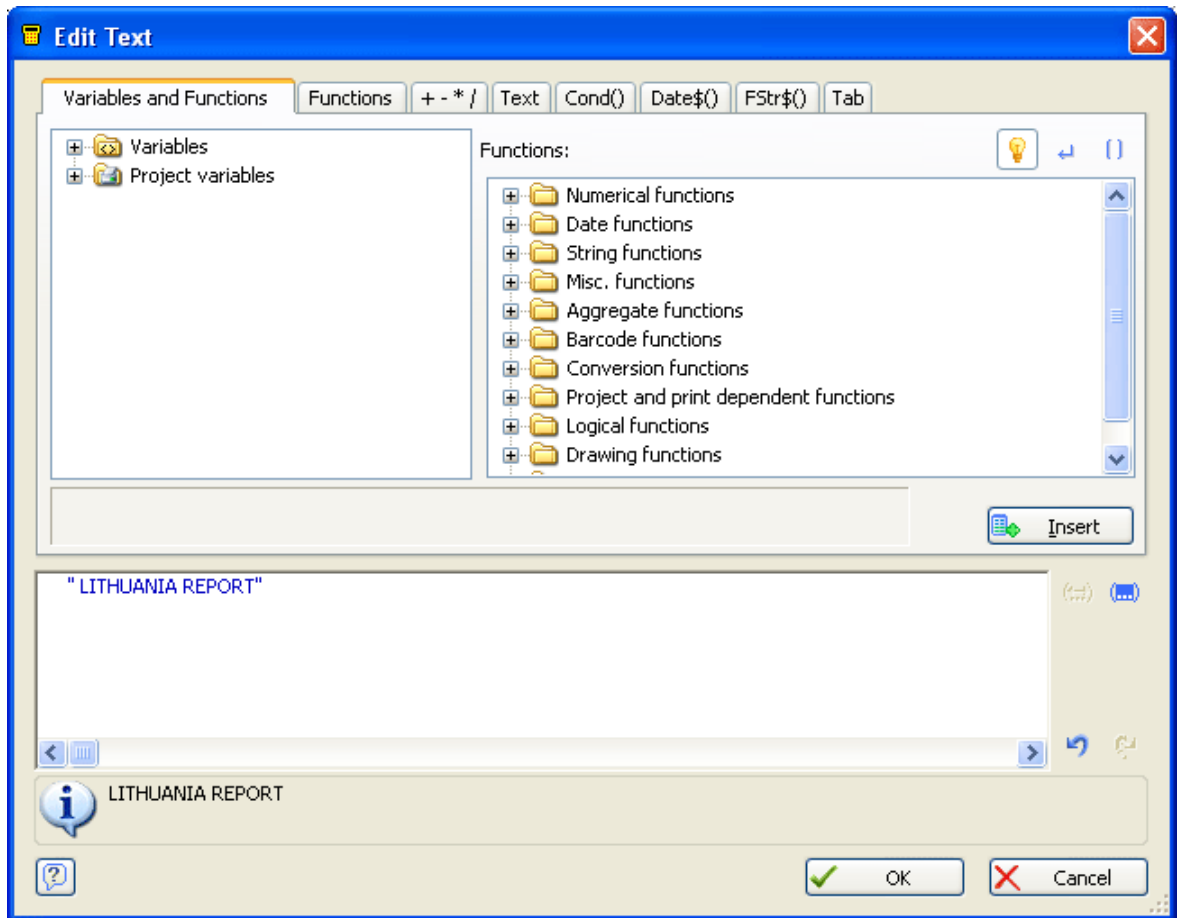 Edit Text
Variables and Functions Functions + - * / Text Cond() Date$() FStr$() Tab
Variables
Project variables
Functions:
Numerical functions
Date functions
String functions
Misc. functions
Aggregate functions
Barcode functions
Conversion functions
Project and print dependent functions
Logical functions
Drawing functions
Insert
" LITHUANIA REPORT"
LITHUANIA REPORT
OK Cancel